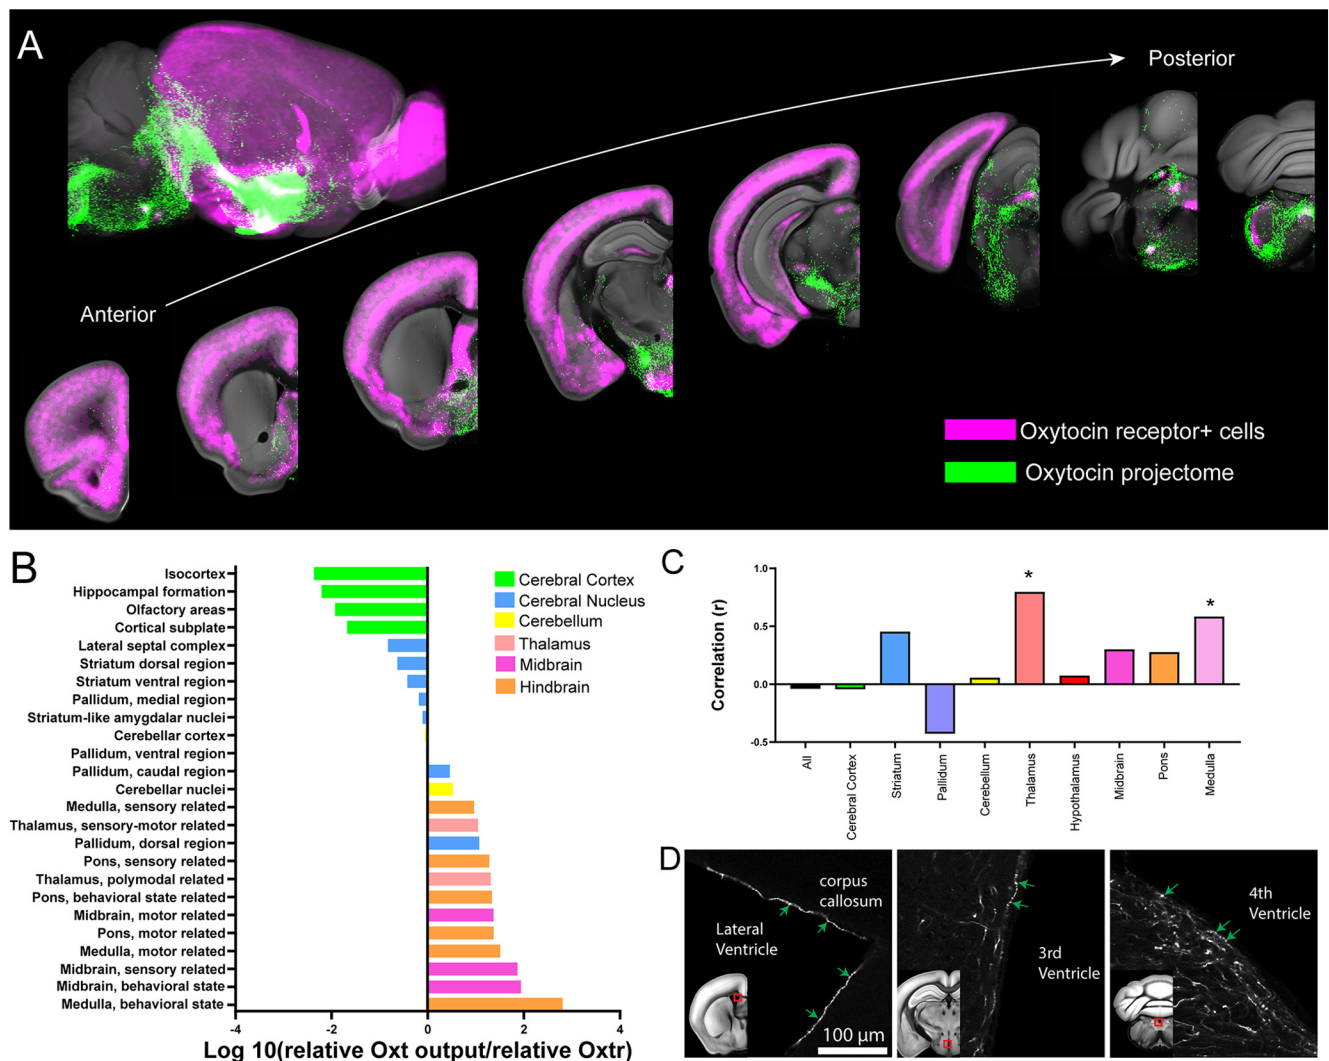 A
Posterior
Anterior
Oxytocin receptor+ cells
Oxytocin projectome
B
Isocortex
Hippocampal formation
Olfactory areas
Cortical subplate
Lateral septal complex
Striatum dorsal region
Striatum ventral region
Pallidum, medial region
Striatum-like amygdalar nuclei
Cerebellar cortex
Pallidum, ventral region
Pallidum, caudal region
Cerebellar nuclei
Medulla, sensory related
Thalamus, sensory-motor related
Pallidum, dorsal region
Pons, sensory related
Thalamus, polymodal related
Pons, behavioral state related
Midbrain, motor related
Pons, motor related
Medulla, motor related
Midbrain, sensory related
Midbrain, behavioral state
Medulla, behavioral state
-4 -2 0 2 4
Log 10(relative Oxt output/relative Oxtr)
Cerebral Cortex
Cerebral Nucleus
Cerebellum
Thalamus
Midbrain
Hindbrain
C
Correlation (r)
1.0
0.5
0.0
-0.5
*
*
All
Cerebral Cortex
Striatum
Pallidum
Cerebellum
Thalamus
Hypothalamus
Midbrain
Pons
Medulla
D
corpus
callosum
Lateral
Ventricle
100 µm
3rd
Ventricle
4th
Ventricle